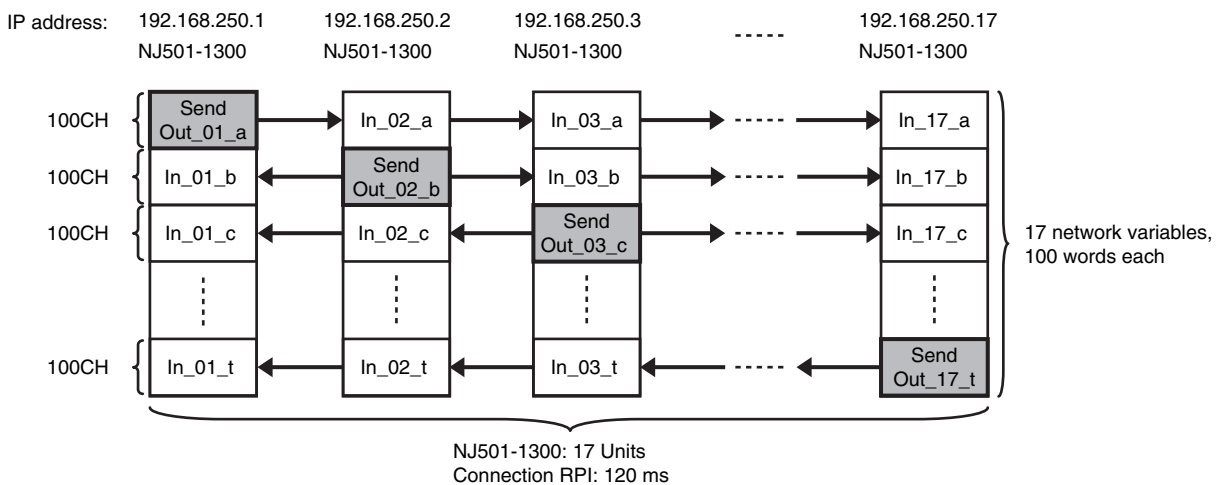 IP address: 192.168.250.1 192.168.250.2 192.168.250.3 192.168.250.17
NJ501-1300 NJ501-1300 NJ501-1300 NJ501-1300
100CH Send Out_01_a In_02_a In_03_a In_17_a
100CH In_01_b Send Out_02_b In_03_b In_17_b
100CH In_01_c In_02_c Send Out_03_c In_17_c
17 network variables,
100 words each
100CH In_01_t In_02_t In_03_t Send Out_17_t
NJ501-1300: 17 Units
Connection RPI: 120 ms